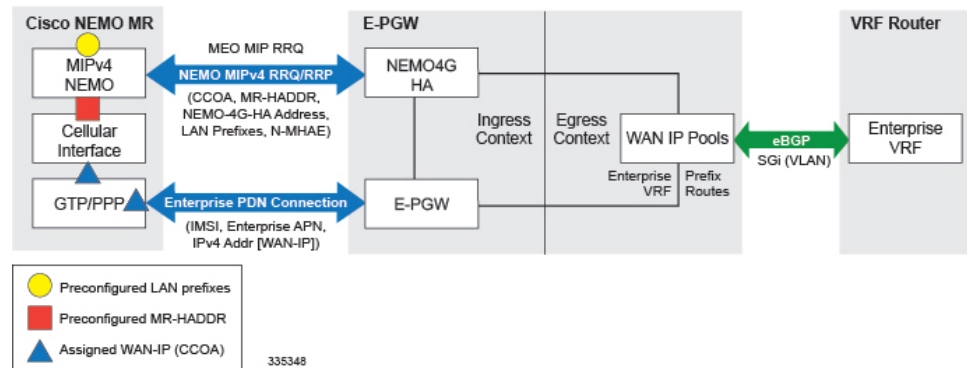 Cisco NEMO MR
MIPv4
NEMO
Cellular
Interface
GTP/PPP
MEO MIP RRQ
NEMO MIPv4 RRQ/RRP
(CCOA, MR-HADDR,
NEMO-4G-HA Address,
LAN Prefixes, N-MHAE)
Enterprise PDN Connection
(IMSI, Enterprise APN,
IPv4 Addr [WAN-IP])
E-PGW
NEMO4G
HA
E-PGW
Ingress
Context
Egress
Context
WAN IP Pools
Enterprise
VRF
Prefix
Routes
eBGP
SGi (VLAN)
VRF Router
Enterprise
VRF
Preconfigured LAN prefixes
Preconfigured MR-HADDR
Assigned WAN-IP (CCOA)
335348